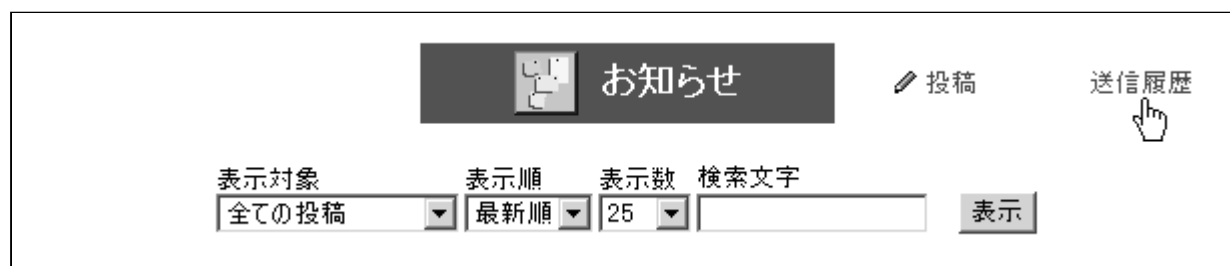 お知らせ 投稿 送信履歴
表示対象 表示順 表示数 検索文字
全ての投稿 最新順 25 表示